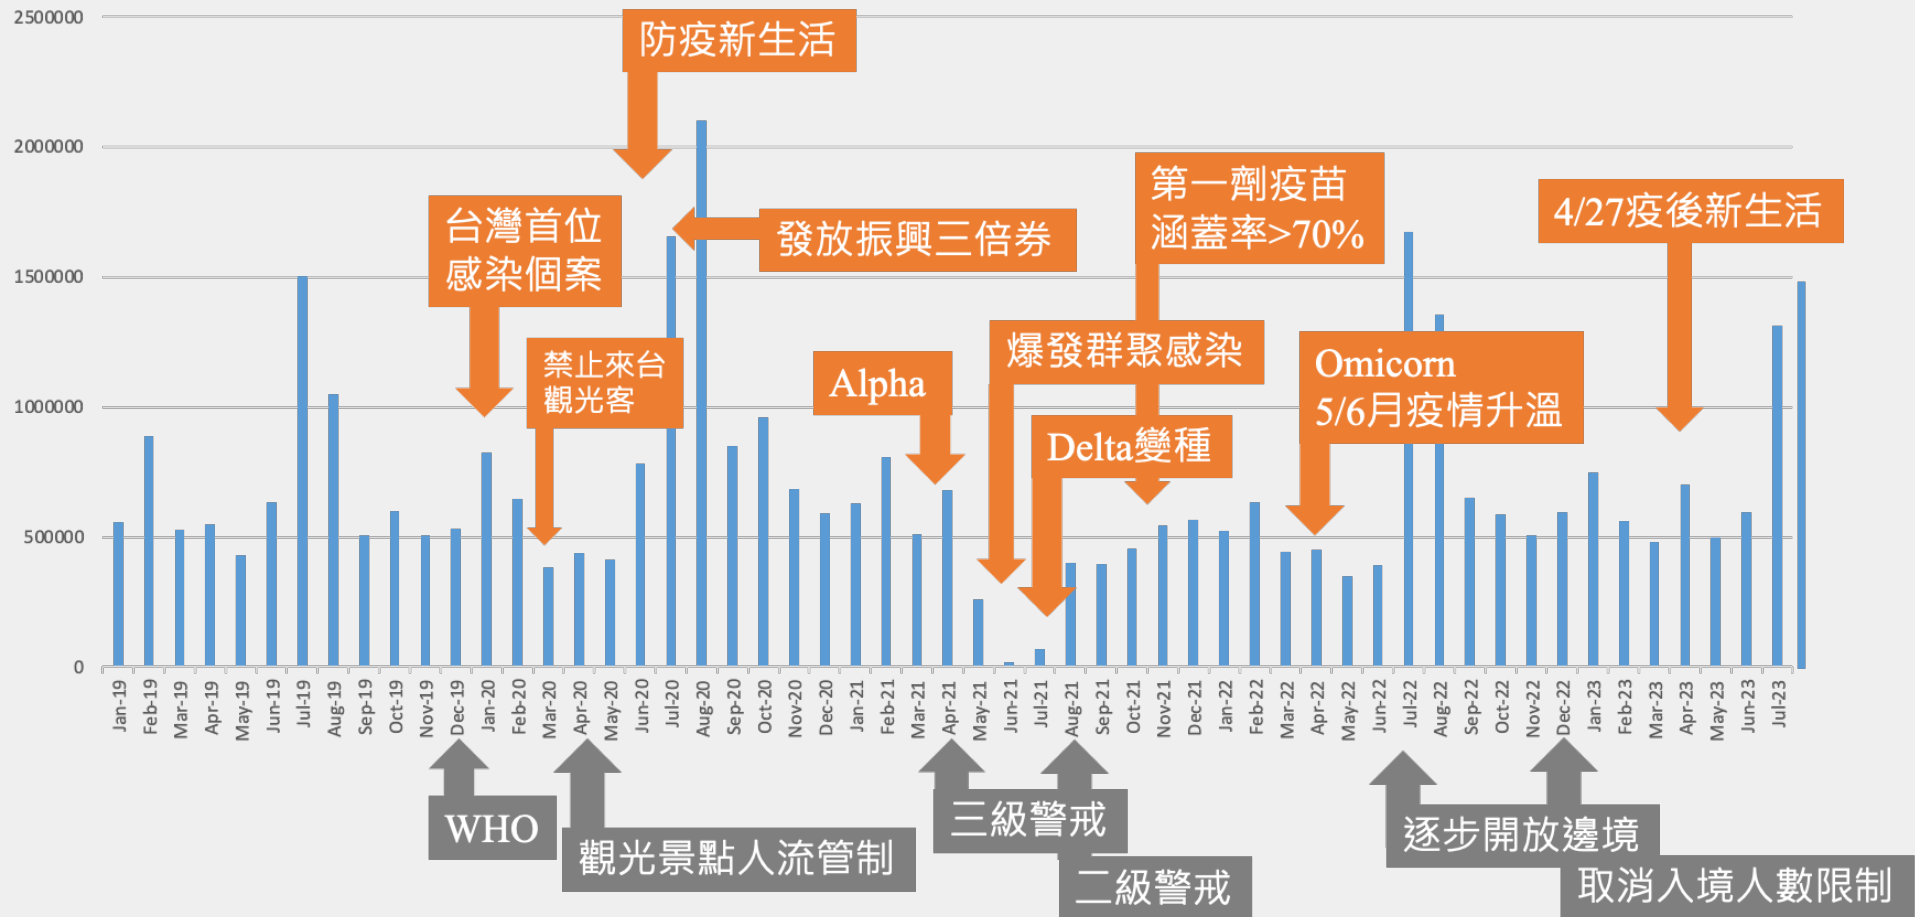 2500000
2000000
1500000
1000000
500000
0
防疫新生活
台灣首位
感染個案
發放振興三倍券
禁止來台
觀光客
Alpha
第一劑疫苗
涵蓋率>70%
爆發群聚感染
Delta變種
Omicorn
5/6月疫情升溫
4/27疫後新生活
Jan-19
Feb-19
Mar-19
Apr-19
May-19
Jun-19
Jul-19
Aug-19
Sep-19
Oct-19
Nov-19
Dec-19
Jan-20
Feb-20
Mar-20
Apr-20
May-20
Jun-20
Jul-20
Aug-20
Sep-20
Oct-20
Nov-20
Dec-20
Jan-21
Feb-21
Mar-21
Apr-21
May-21
Jun-21
Jul-21
Aug-21
Sep-21
Oct-21
Nov-21
Dec-21
Jan-22
Feb-22
Mar-22
Apr-22
May-22
Jun-22
Jul-22
Aug-22
Sep-22
Oct-22
Nov-22
Dec-22
Jan-23
Feb-23
Mar-23
Apr-23
May-23
Jun-23
Jul-23
WHO
觀光景點人流管制
三級警戒
二級警戒
逐步開放邊境
取消入境人數限制